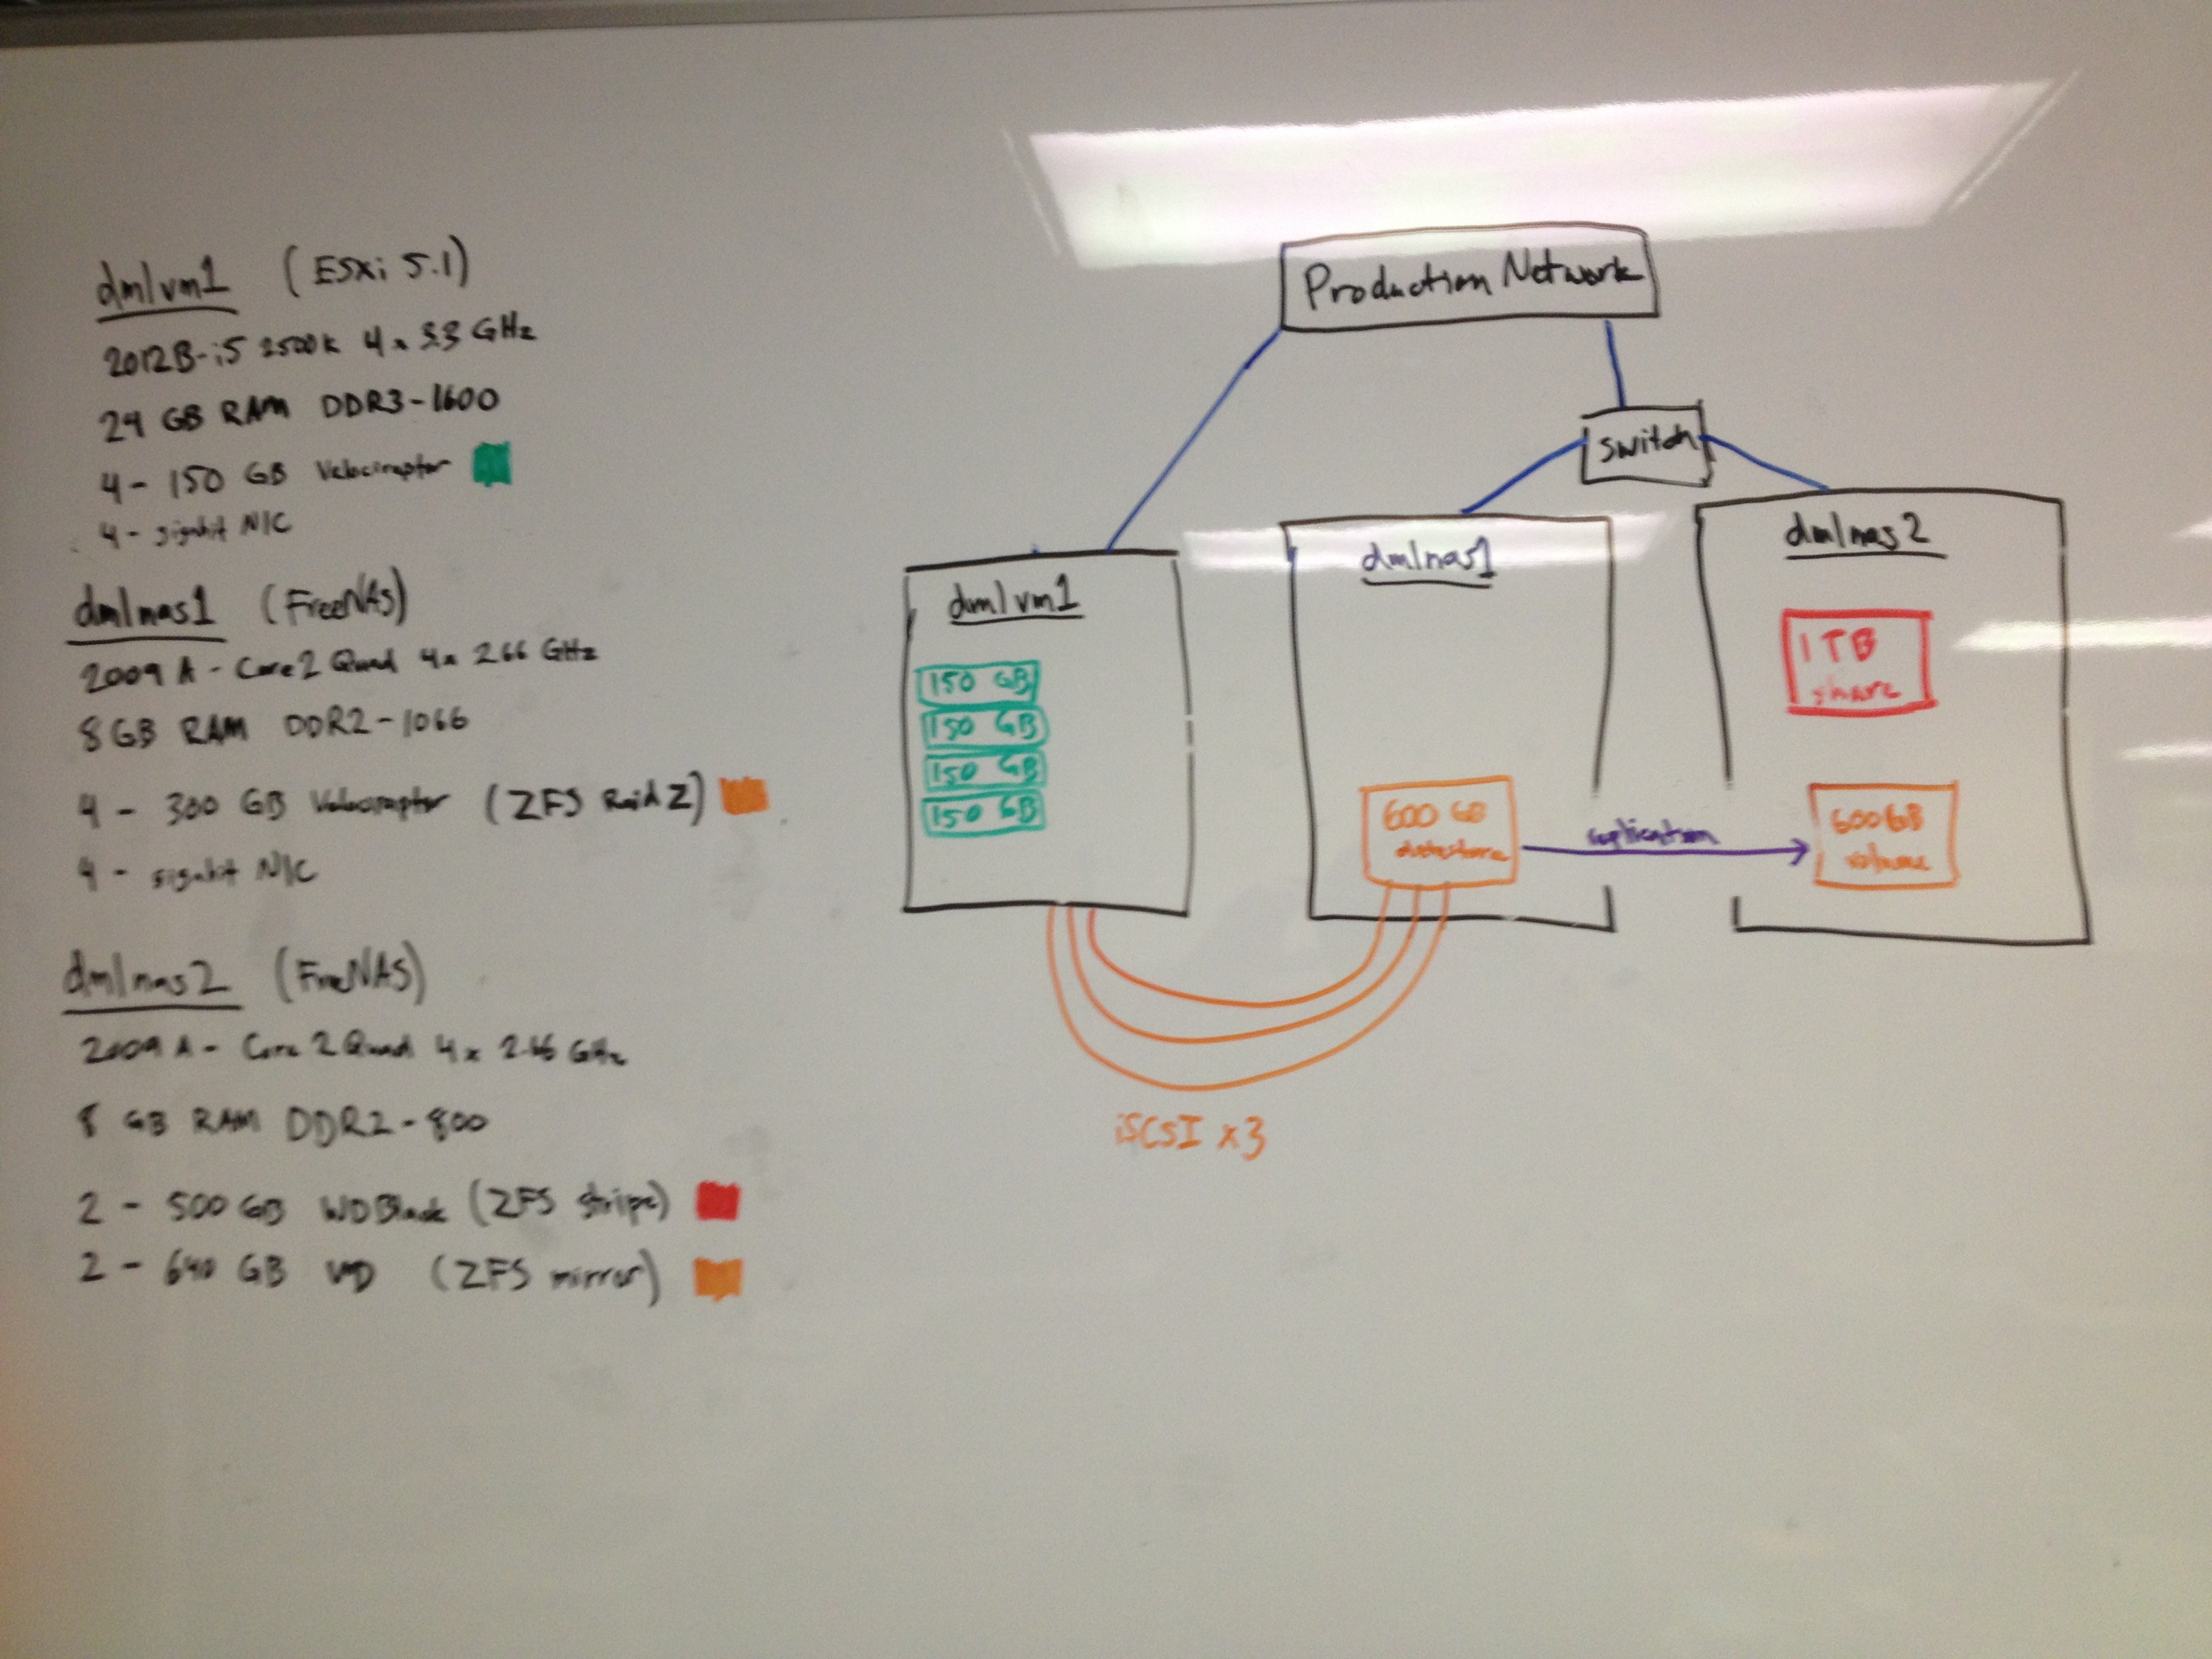 dmlvm1 (ESXi 5.1)
2012B-i5 2500k 4x 3.3 GHz
24 GB RAM DDR3-1600
4 - 150 GB Velociraptor
4 - gigabit NIC
dmlnas1 (FreeNAS)
2009 A - Core2 Quad 4x 2.66 GHz
8 GB RAM DDR2-1066
4 - 300 GB Velociraptor (ZFS Raid Z)
4 - gigabit NIC
dmlnas2 (FreeNAS)
2009 A - Core 2 Quad 4x 2.66 GHz
8 GB RAM DDR2-800
2 - 500 GB WD Black (ZFS stripe)
2 - 640 GB WD (ZFS mirror)
Production Network
switch
dmlvm1
150 GB
150 GB
150 GB
150 GB
dmlnas1
600 GB
datastore
replication
dmlnas2
1 TB
share
600 GB
volume
iSCSI x3